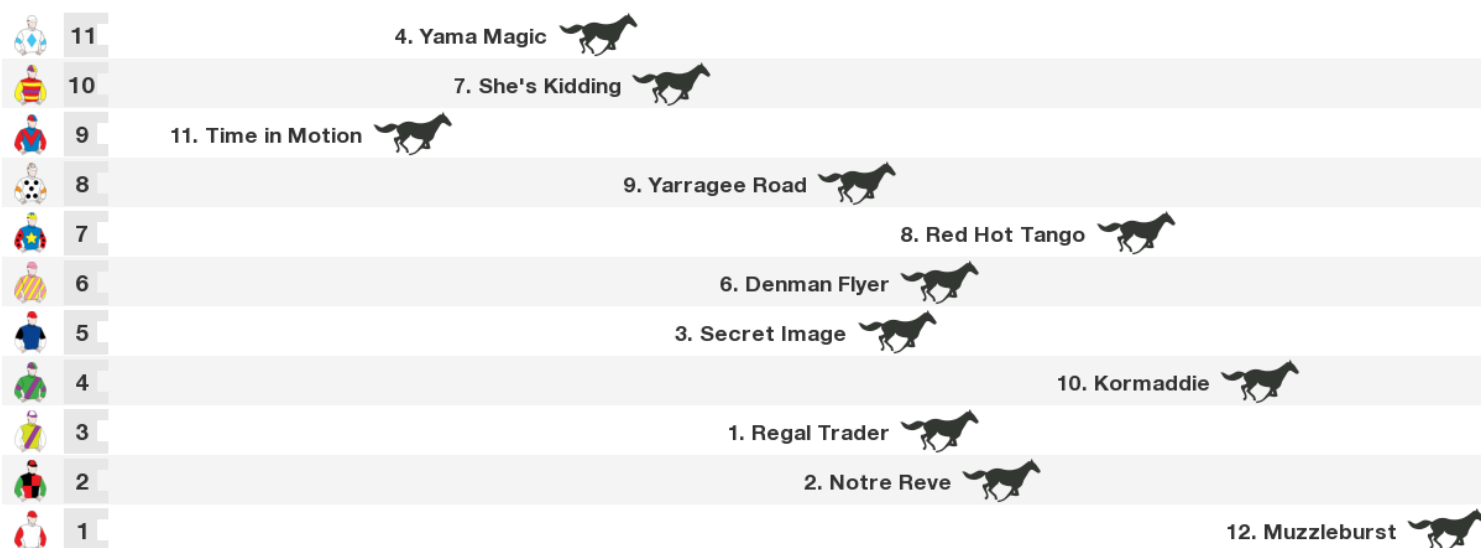 11 4. Yama Magic
10 7. She's Kidding
9 11. Time in Motion
8 9. Yarragee Road
7 8. Red Hot Tango
6 6. Denman Flyer
5 3. Secret Image
4 10. Kormaddie
3 1. Regal Trader
2 2. Notre Reve
1 12. Muzzleburst